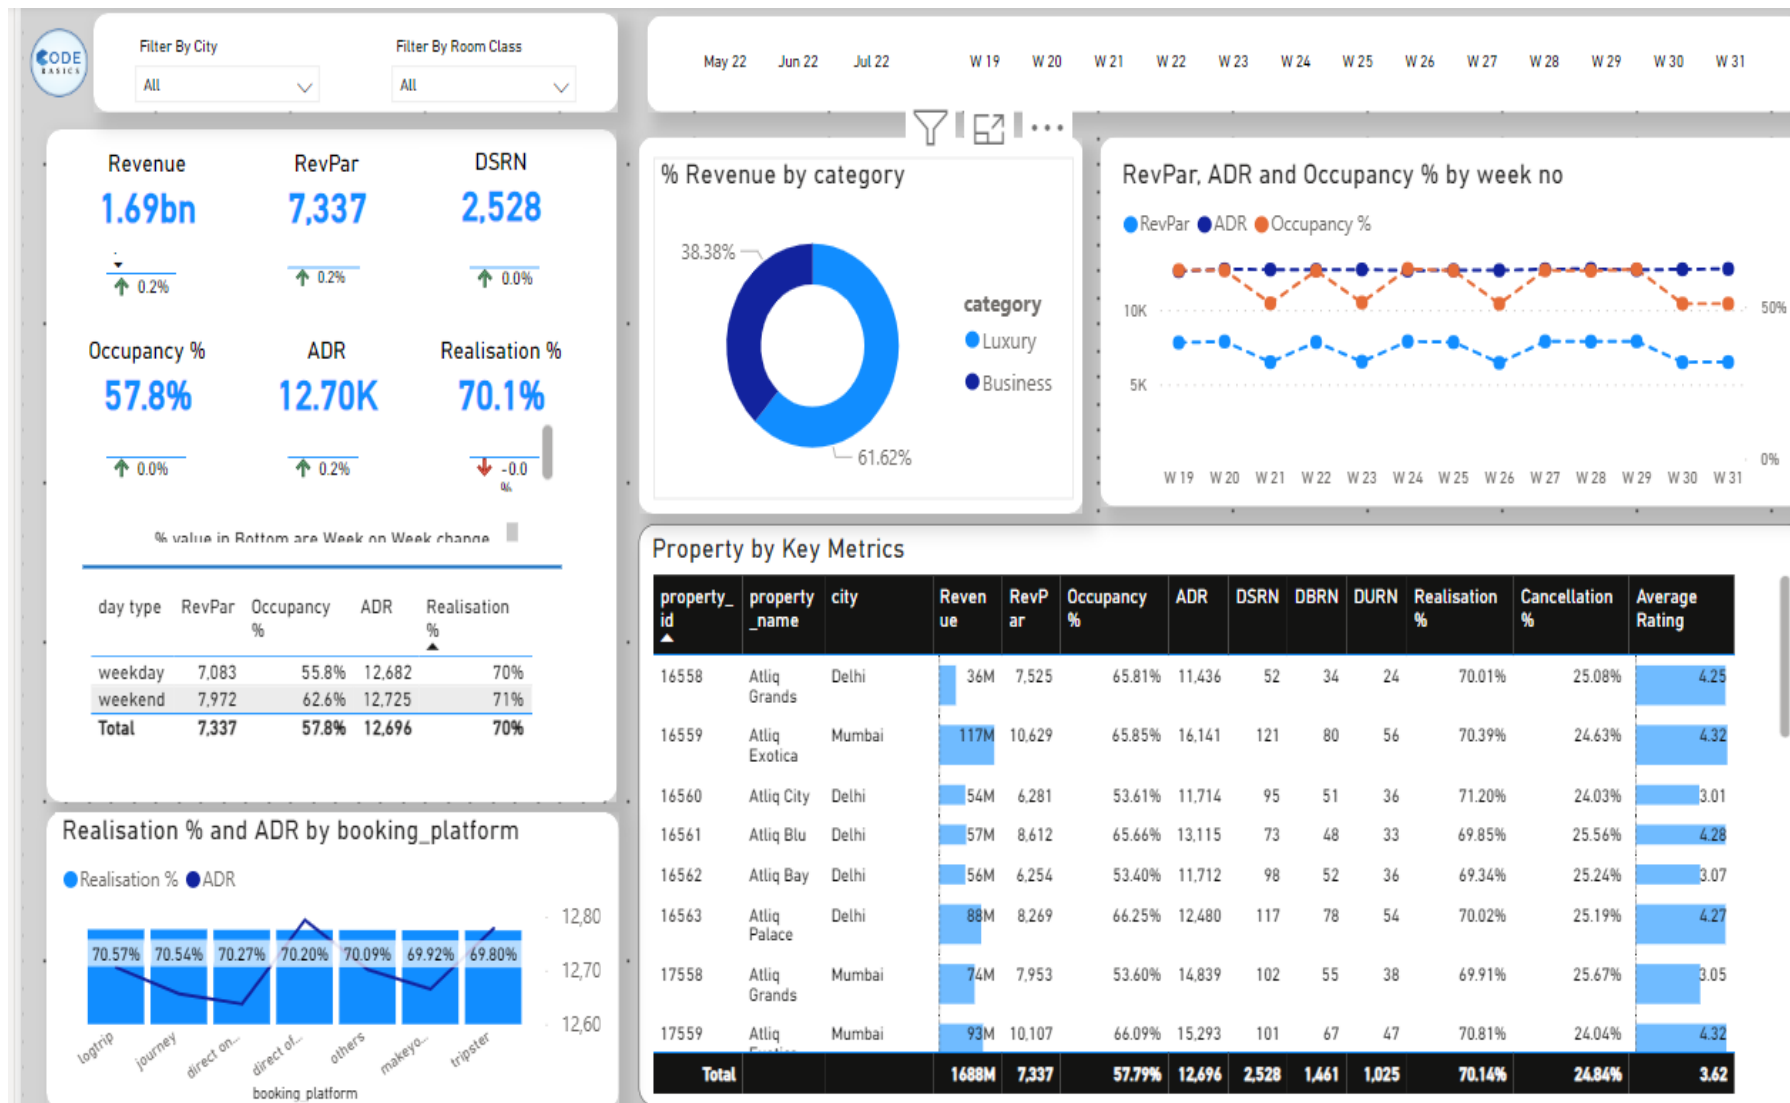 CODE
BASICS
Filter By City
All
Filter By Room Class
All
May 22 Jun 22 Jul 22 W 19 W 20 W 21 W 22 W 23 W 24 W 25 W 26 W 27 W 28 W 29 W 30 W 31
Revenue RevPar DSRN
1.69bn 7,337 2,528
0.2% 0.2% 0.0%
Occupancy % ADR Realisation %
57.8% 12.70K 70.1%
0.0% 0.2% -0.0
%
% value in Bottom are Week on Week change
day type RevPar Occupancy % ADR Realisation %
weekday 7,083 55.8% 12,682 70%
weekend 7,972 62.6% 12,725 71%
Total 7,337 57.8% 12,696 70%
Realisation % and ADR by booking_platform
Realisation % ADR
12,80
70.57% 70.54% 70.27% 70.20% 70.09% 69.92% 69.80%
12,70
12,60
logtrip journey direct on... direct of... others makeyo... tripster
booking_platform
% Revenue by category
38.38%
61.62%
category
Luxury
Business
RevPar, ADR and Occupancy % by week no
RevPar ADR Occupancy %
10K 50%
5K
0%
W 19 W 20 W 21 W 22 W 23 W 24 W 25 W 26 W 27 W 28 W 29 W 30 W 31
Property by Key Metrics
property_id property_name city Revenue RevPar Occupancy % ADR DSRN DBRN DURN Realisation % Cancellation % Average Rating
16558 Atliq Grands Delhi 36M 7,525 65.81% 11,436 52 34 24 70.01% 25.08% 4.25
16559 Atliq Exotica Mumbai 117M 10,629 65.85% 16,141 121 80 56 70.39% 24.63% 4.32
16560 Atliq City Delhi 54M 6,281 53.61% 11,714 95 51 36 71.20% 24.03% 3.01
16561 Atliq Blu Delhi 57M 8,612 65.66% 13,115 73 48 33 69.85% 25.56% 4.28
16562 Atliq Bay Delhi 56M 6,254 53.40% 11,712 98 52 36 69.34% 25.24% 3.07
16563 Atliq Palace Delhi 88M 8,269 66.25% 12,480 117 78 54 70.02% 25.19% 4.27
17558 Atliq Grands Mumbai 74M 7,953 53.60% 14,839 102 55 38 69.91% 25.67% 3.05
17559 Atliq Mumbai 93M 10,107 66.09% 15,293 101 67 47 70.81% 24.04% 4.32
Total 1688M 7,337 57.79% 12,696 2,528 1,461 1,025 70.14% 24.84% 3.62